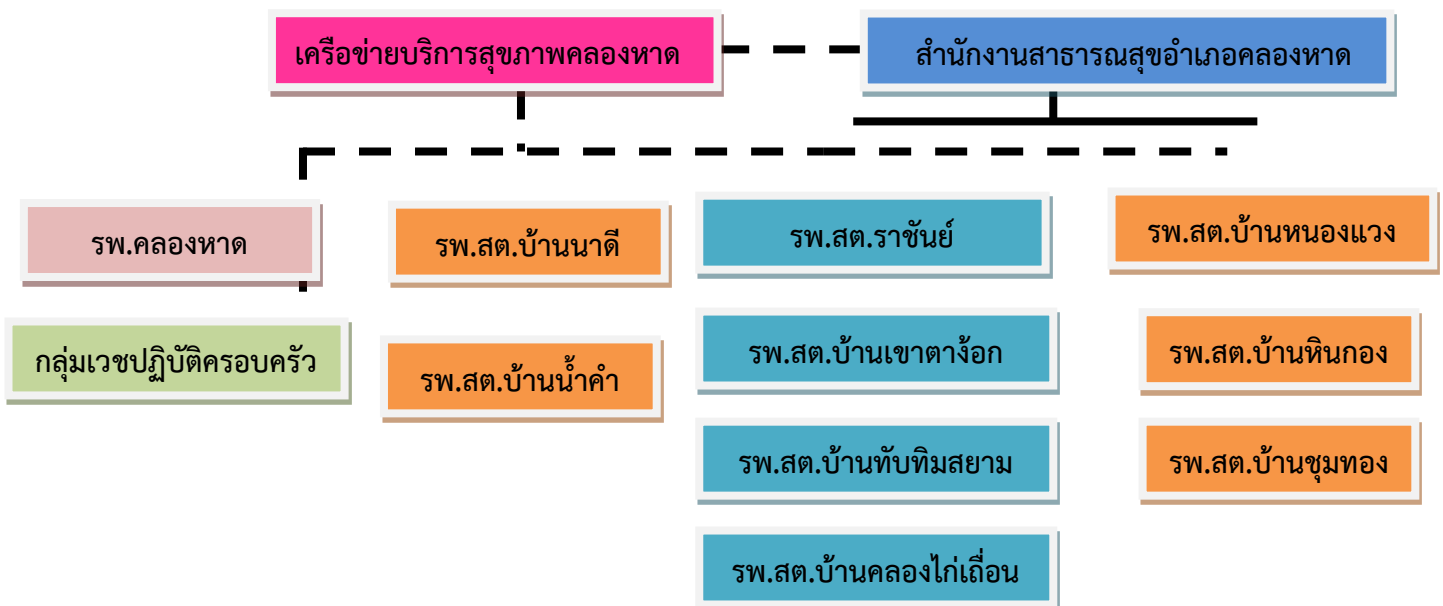 เครือข่ายบริการสุขภาพคลองหาด
สำนักงานสาธารณสุขอำเภอคลองหาด
รพ.คลองหาด
รพ.สต.บ้านนาดี
รพ.สต.ราชันย์
รพ.สต.บ้านหนองแวง
กลุ่มเวชปฏิบัติครอบครัว
รพ.สต.บ้านน้ำคำ
รพ.สต.บ้านเขาตาง้อก
รพ.สต.บ้านหินกอง
รพ.สต.บ้านทับทิมสยาม
รพ.สต.บ้านชุมทอง
รพ.สต.บ้านคลองไก่เถื่อน